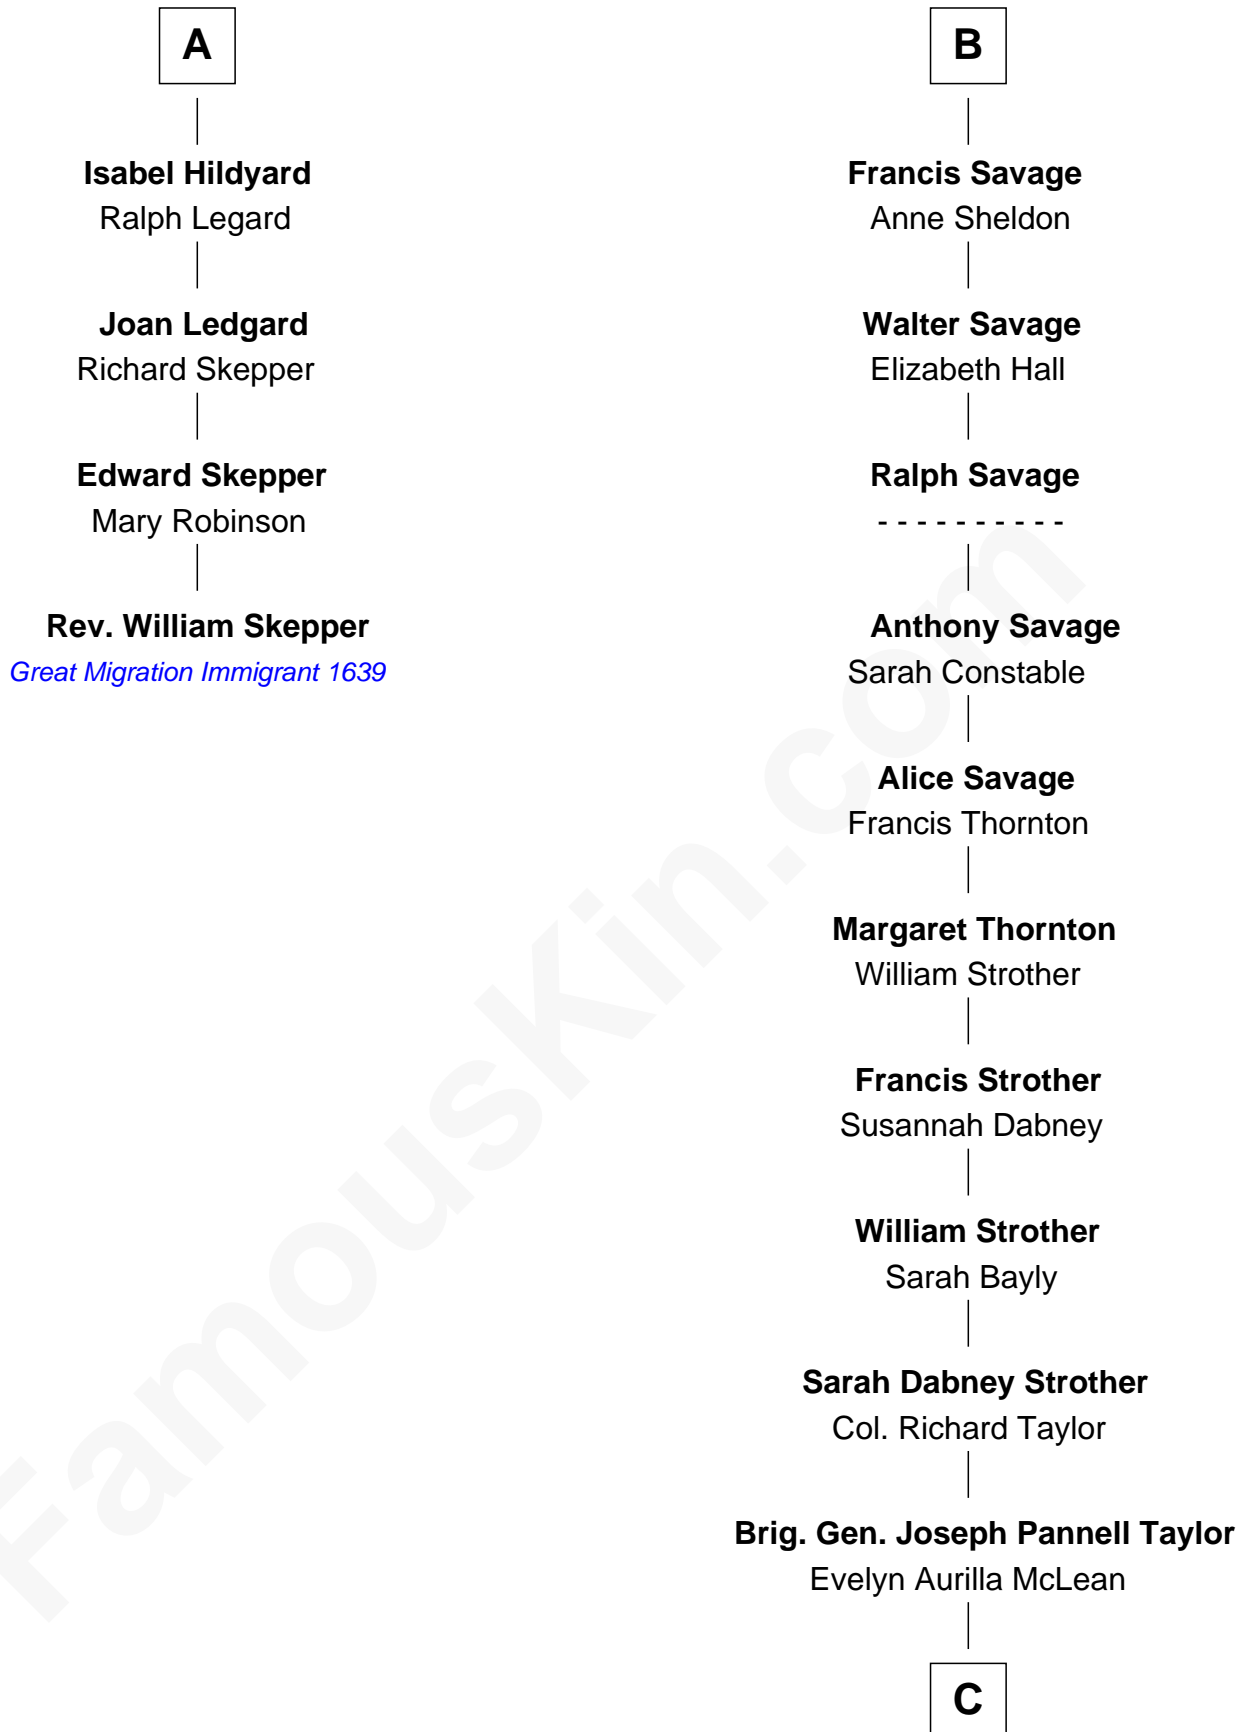 A
Isabel Hildyard
Ralph Legard
Joan Ledgard
Richard Skepper
Edward Skepper
Mary Robinson
Rev. William Skepper
Great Migration Immigrant 1639
B
Francis Savage
Anne Sheldon
Walter Savage
Elizabeth Hall
Ralph Savage
- - - - - - - - - -
Anthony Savage
Sarah Constable
Alice Savage
Francis Thornton
Margaret Thornton
William Strother
Francis Strother
Susannah Dabney
William Strother
Sarah Bayly
Sarah Dabney Strother
Col. Richard Taylor
Brig. Gen. Joseph Pannell Taylor
Evelyn Aurilla McLean
C
FamousKin.com